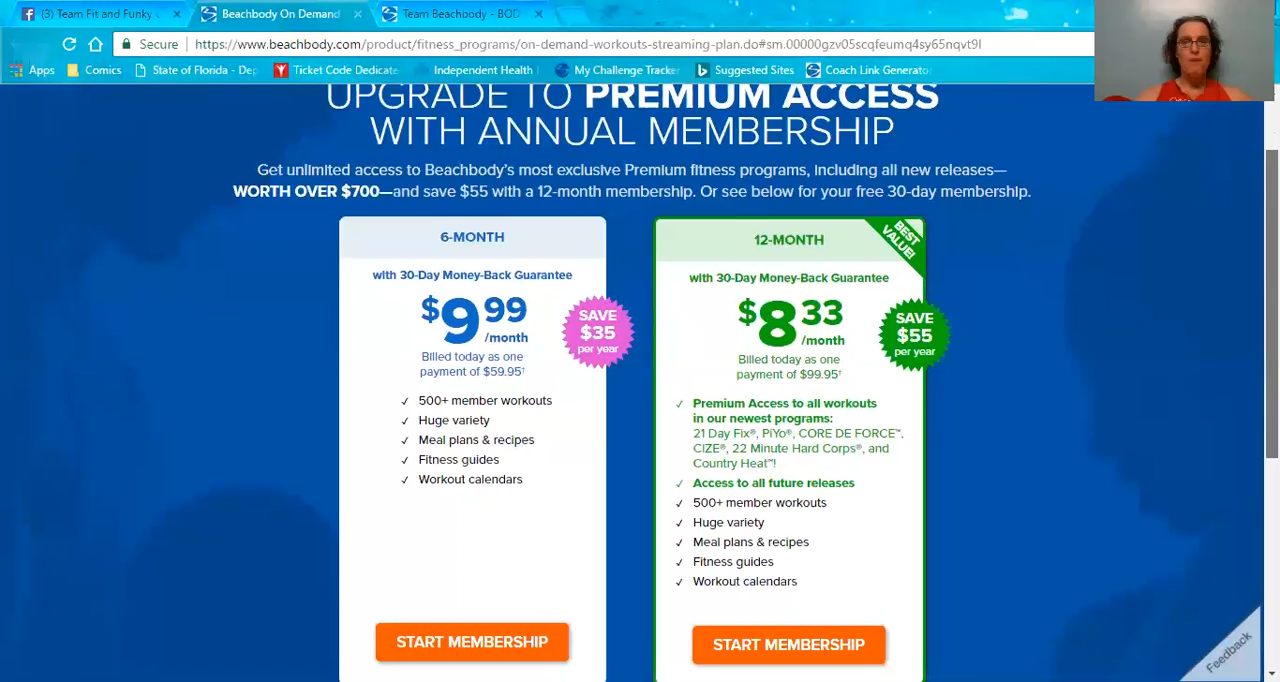 (3) Team Fit and Funky
Beachbody On Demand
Team Beachbody - BOD
Secure
https://www.beachbody.com/product/fitness_programs/on-demand-workouts-streaming-plan.do#sm.00000gzv05scqfeumq4sy65nqvt9l
Apps
Comics
State of Florida - Dep
Ticket Code Dedicate
Independent Health
My Challenge Tracke
Suggested Sites
Coach Link Generato
UPGRADE TO PREMIUM ACCESS
WITH ANNUAL MEMBERSHIP
Get unlimited access to Beachbody's most exclusive Premium fitness programs, including all new releases—
WORTH OVER $700—and save $55 with a 12-month membership. Or see below for your free 30-day membership.
6-MONTH
with 30-Day Money-Back Guarantee
$9.99
/month
Billed today as one
payment of $59.95†
SAVE
$35
per year
✓ 500+ member workouts
✓ Huge variety
✓ Meal plans & recipes
✓ Fitness guides
✓ Workout calendars
START MEMBERSHIP
12-MONTH
BEST
VALUE!
with 30-Day Money-Back Guarantee
$8.33
/month
Billed today as one
payment of $99.95†
SAVE
$55
per year
✓ Premium Access to all workouts
in our newest programs:
21 Day Fix®, PiYo®, CORE DE FORCE™,
CIZE®, 22 Minute Hard Corps®, and
Country Heat™!
✓ Access to all future releases
✓ 500+ member workouts
✓ Huge variety
✓ Meal plans & recipes
✓ Fitness guides
✓ Workout calendars
START MEMBERSHIP
Feedback